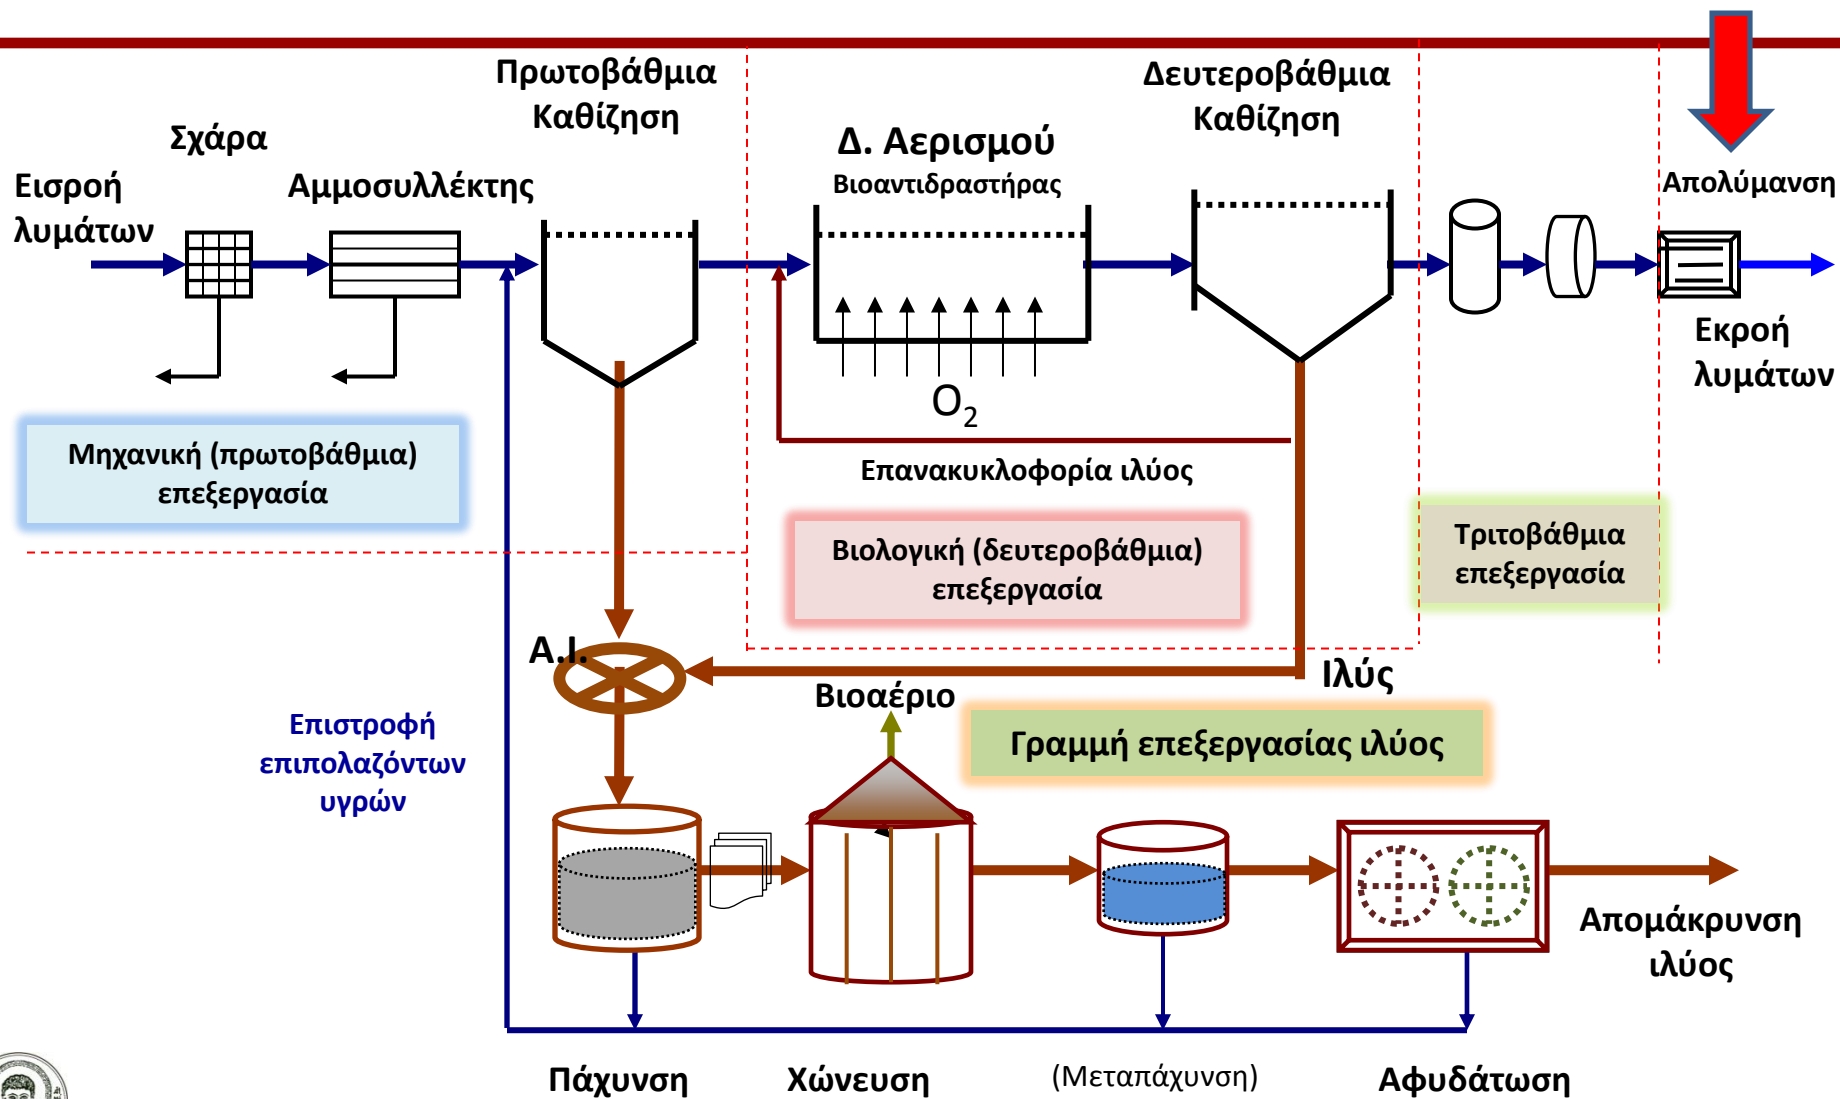 Πρωτοβάθμια
Καθίζηση
Δευτεροβάθμια
Καθίζηση
Σχάρα
Δ. Αερισμού
Βιοαντιδραστήρας
Εισροή
λυμάτων
Αμμοσυλλέκτης
Απολύμανση
Εκροή
λυμάτων
O2
Μηχανική (πρωτοβάθμια)
επεξεργασία
Επανακυκλοφορία ιλύος
Βιολογική (δευτεροβάθμια)
επεξεργασία
Τριτοβάθμια
επεξεργασία
Α.Ι.
Ιλύς
Βιοαέριο
Επιστροφή
επιπολαζόντων
υγρών
Γραμμή επεξεργασίας ιλύος
Απομάκρυνση
ιλύος
Πάχυνση
Χώνευση
(Μεταπάχυνση)
Αφυδάτωση